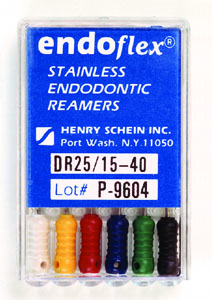 endoflex®
STAINLESS
ENDODONTIC
REAMERS
HENRY SCHEIN INC.
Port Wash. N.Y. 11050
DR25/15-40
Lot# P-9604